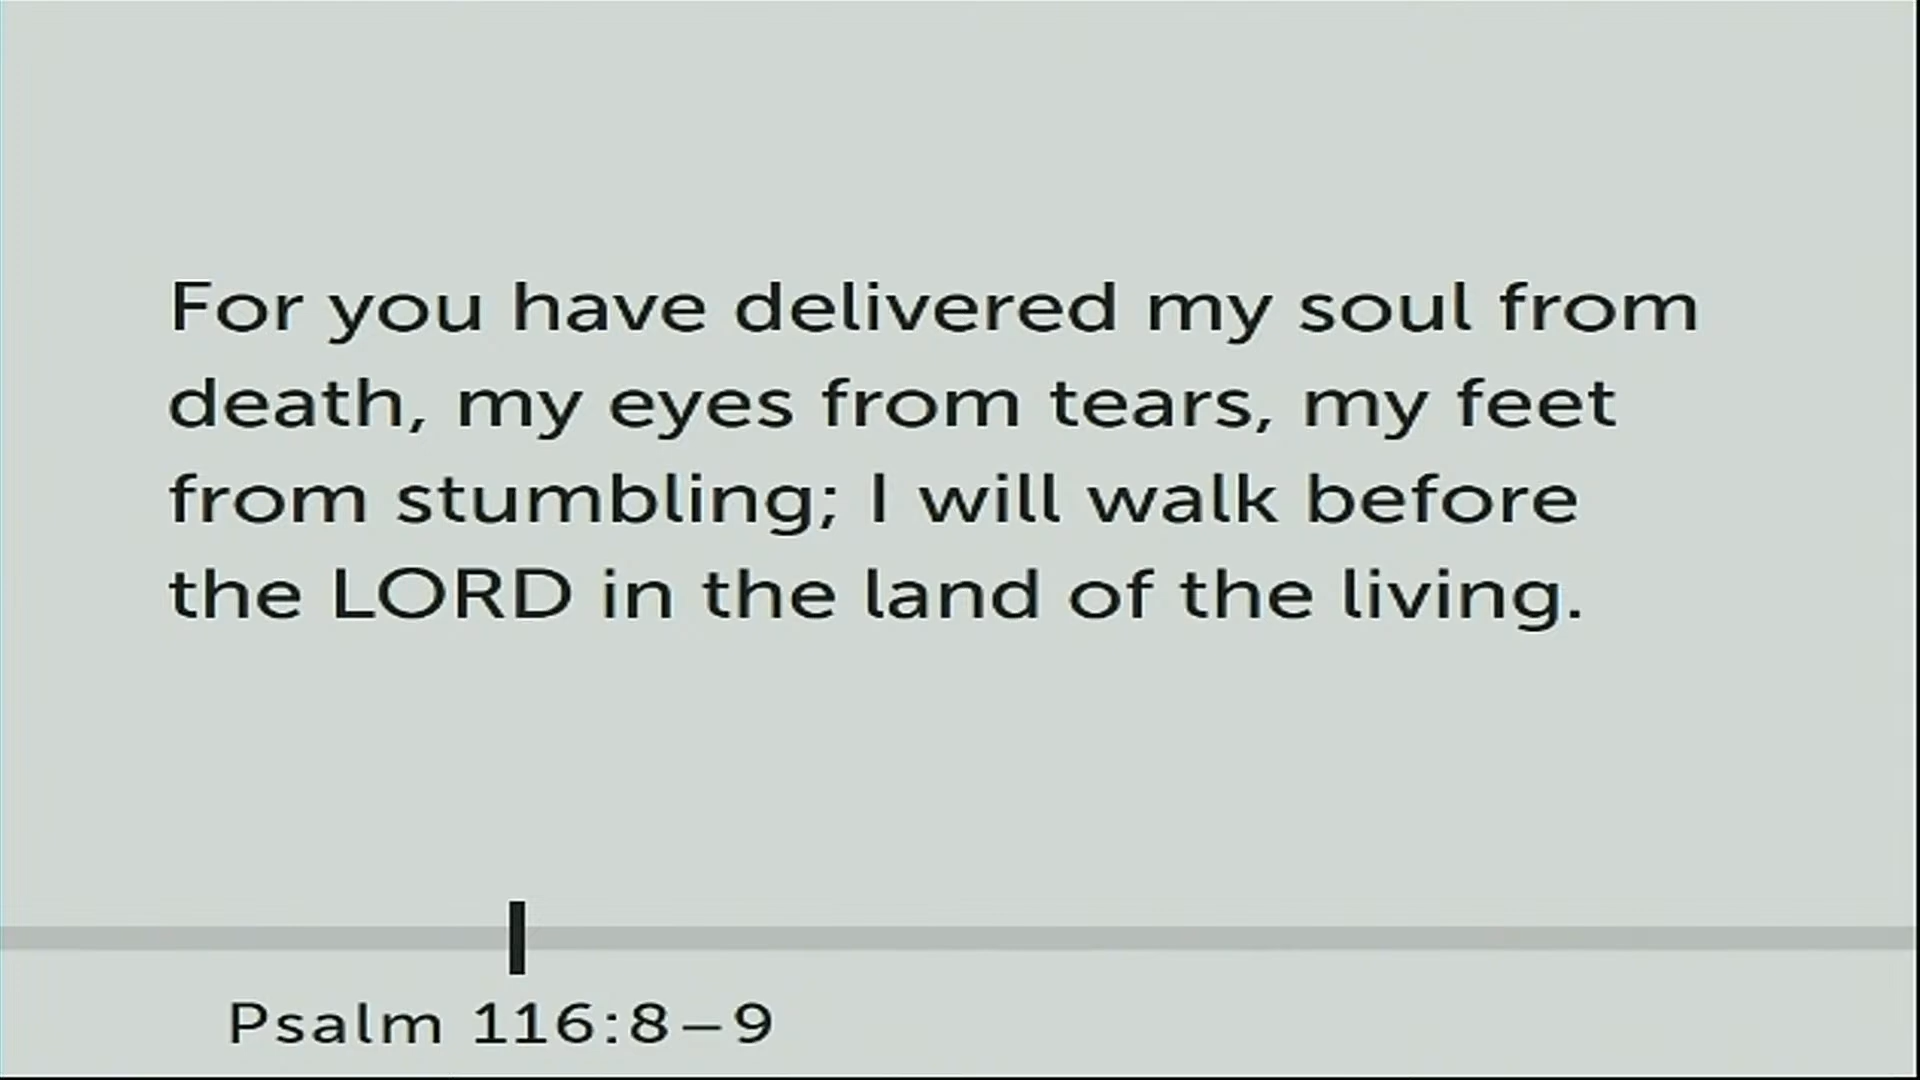 For you have delivered my soul from
death, my eyes from tears, my feet
from stumbling; I will walk before
the LORD in the land of the living.
Psalm 116:8–9